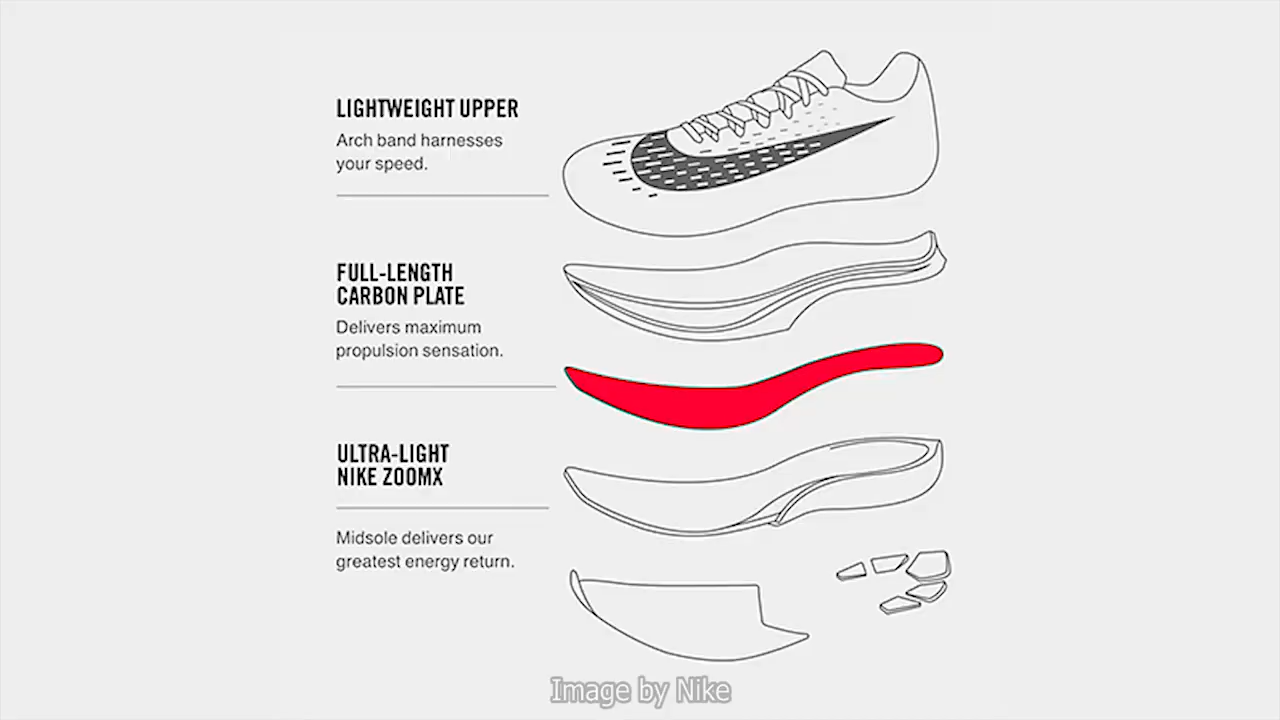 LIGHTWEIGHT UPPER
Arch band harnesses
your speed.
FULL-LENGTH
CARBON PLATE
Delivers maximum
propulsion sensation.
ULTRA-LIGHT
NIKE ZOOMX
Midsole delivers our
greatest energy return.
Image by Nike